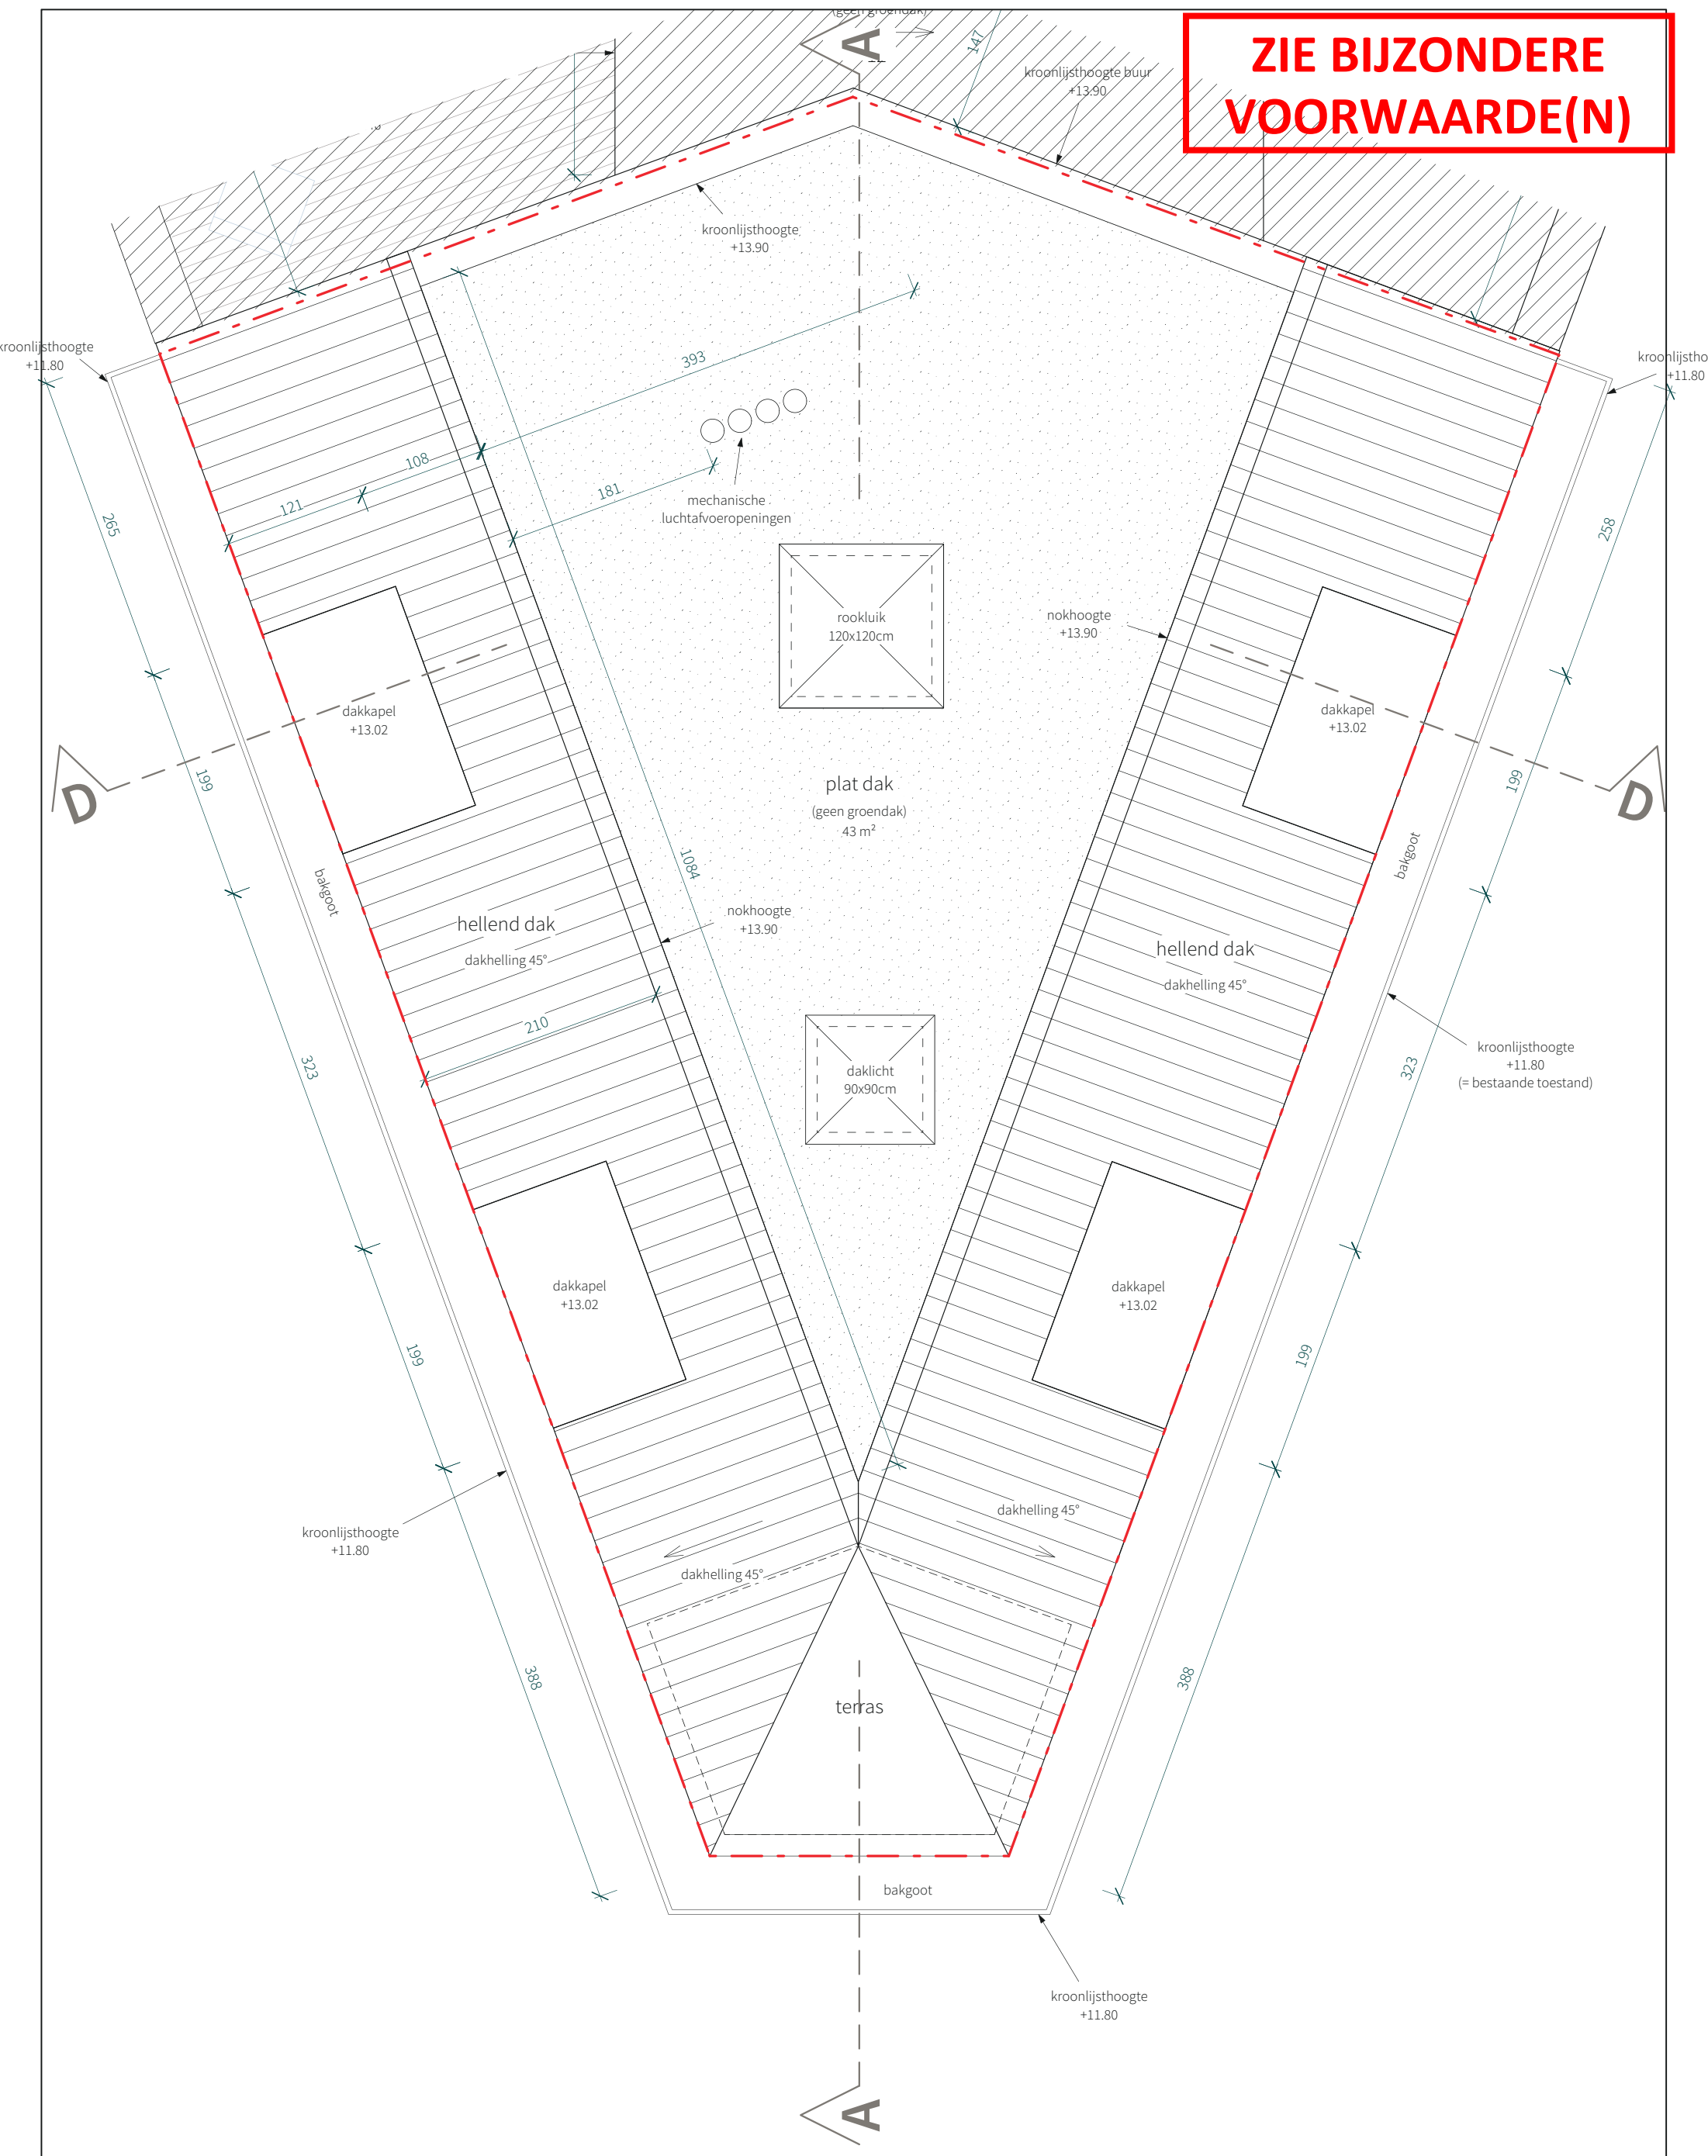 (geen groendak)
A
147
ZIE BIJZONDERE
VOORWAARDE(N)
kroonlijsthoogte buur
+13.90
kroonlijsthoogte
+13.90
kroonlijsthoogte
+11.80
+11.80
393
108
121
181
mechanische
luchtafvoeropeningen
265
258
rookluik
120x120cm
nokhoogte
+13.90
dakkapel
+13.02
dakkapel
+13.02
D
D
199
199
plat dak
(geen groendak)
43 m²
1084
bakgoot
bakgoot
nokhoogte
+13.90
hellend dak
dakhelling 45°
hellend dak
dakhelling 45°
210
daklicht
90x90cm
323
323
kroonlijsthoogte
+11.80
(= bestaande toestand)
dakkapel
+13.02
dakkapel
+13.02
199
199
kroonlijsthoogte
+11.80
dakhelling 45°
dakhelling 45°
388
388
terras
bakgoot
kroonlijsthoogte
+11.80
A